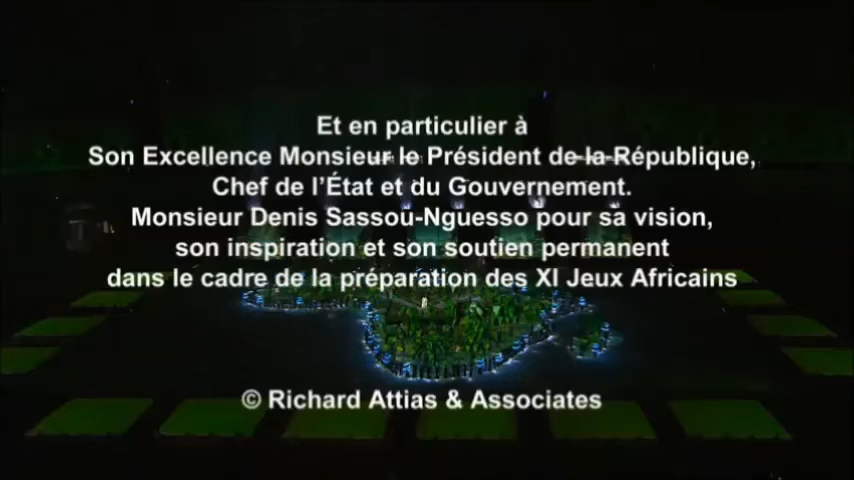 Et en particulier à
Son Excellence Monsieur le Président de la République,
Chef de l'État et du Gouvernement.
Monsieur Denis Sassou-Nguesso pour sa vision,
son inspiration et son soutien permanent
dans le cadre de la préparation des XI Jeux Africains
© Richard Attias & Associates